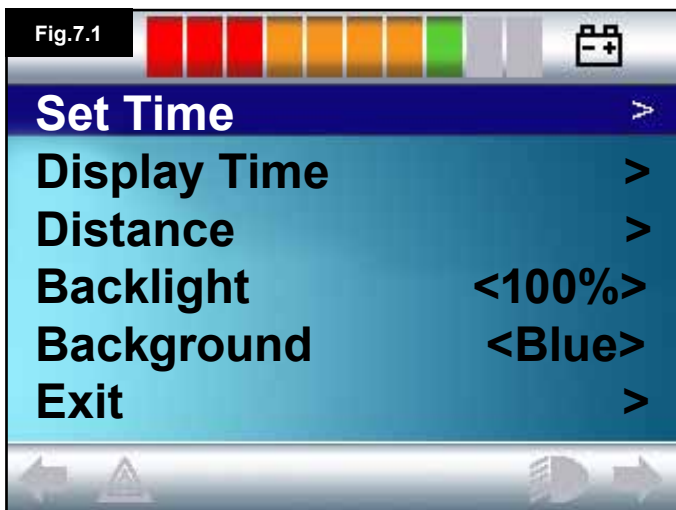 Fig.7.1
Set Time >
Display Time >
Distance >
Backlight <100%>
Background <Blue>
Exit >